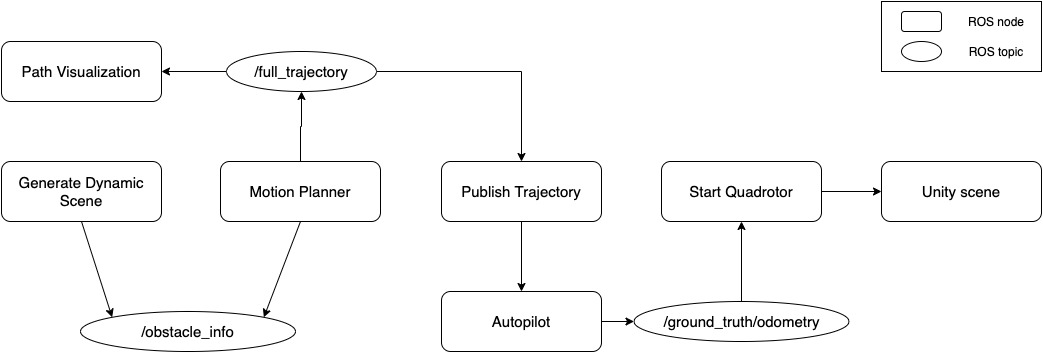 ROS node
ROS topic
Path Visualization
/full_trajectory
Generate Dynamic
Scene
Motion Planner
Publish Trajectory
Start Quadrotor
Unity scene
/obstacle_info
Autopilot
/ground_truth/odometry